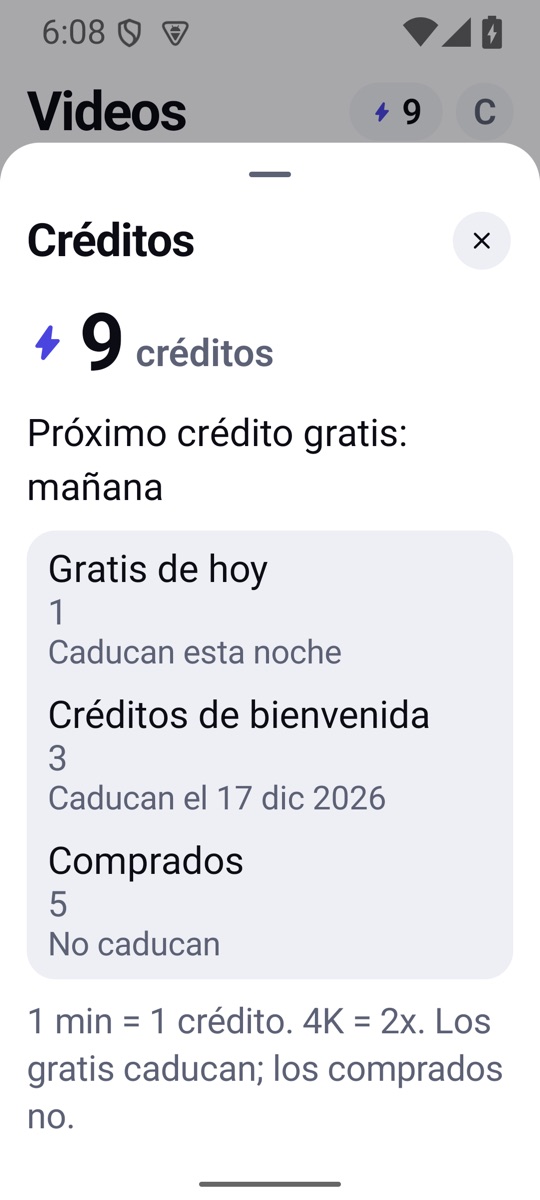 6:08
Videos
9
C
Créditos
9 créditos
Próximo crédito gratis:
mañana
Gratis de hoy
1
Caducan esta noche
Créditos de bienvenida
3
Caducan el 17 dic 2026
Comprados
5
No caducan
1 min = 1 crédito. 4K = 2x. Los
gratis caducan; los comprados
no.